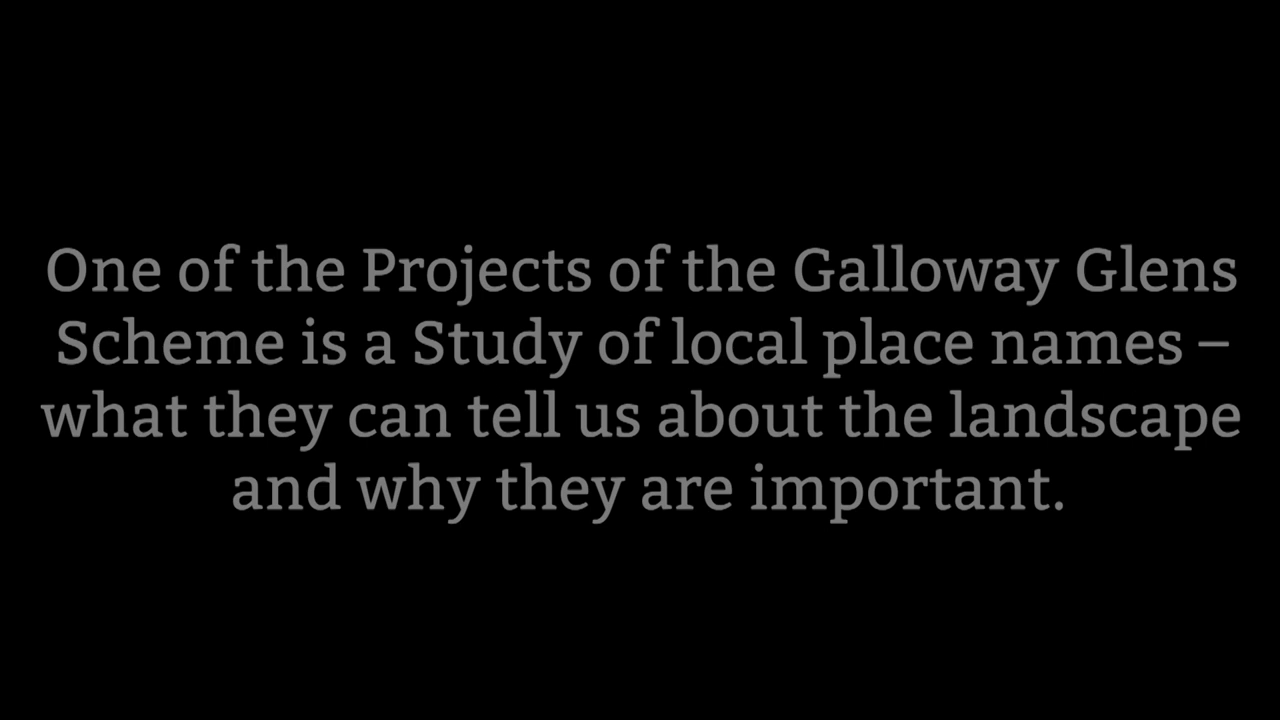 One of the Projects of the Galloway Glens
Scheme is a Study of local place names –
what they can tell us about the landscape
and why they are important.